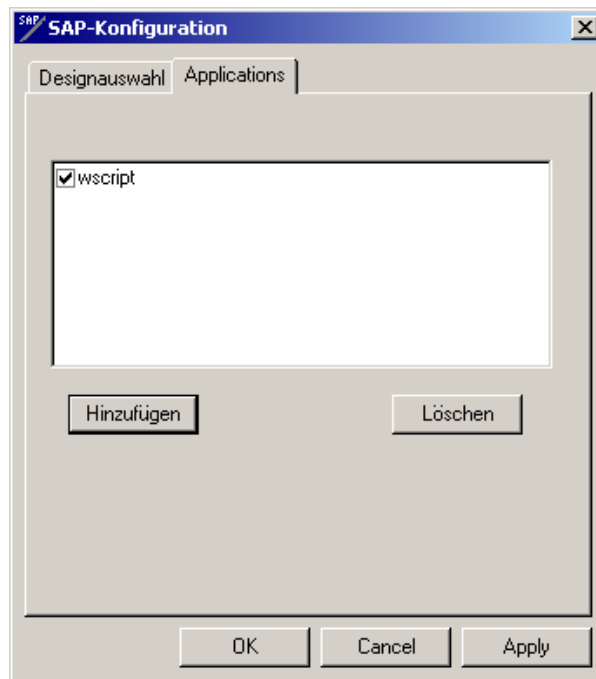 SAP SAP-Konfiguration
Designauswahl Applications
wscript
Hinzufügen Löschen
OK Cancel Apply